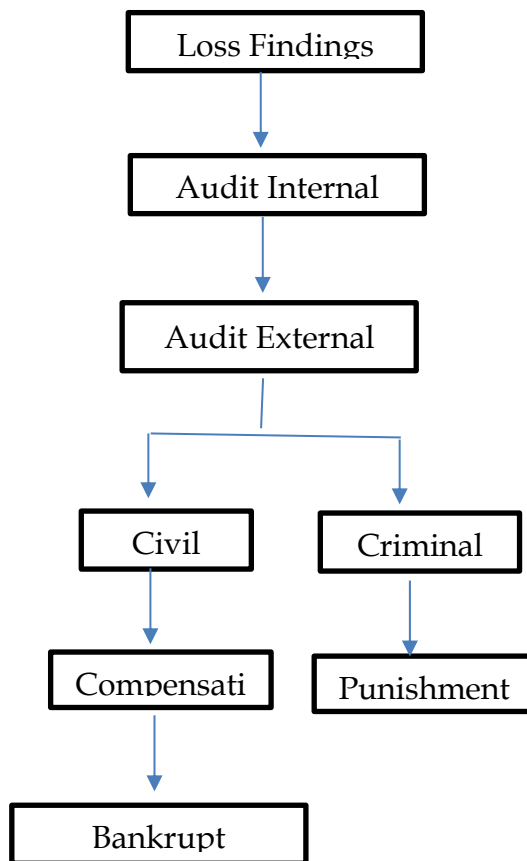 Loss Findings
Audit Internal
Audit External
Civil
Criminal
Compensati
Punishment
Bankrupt